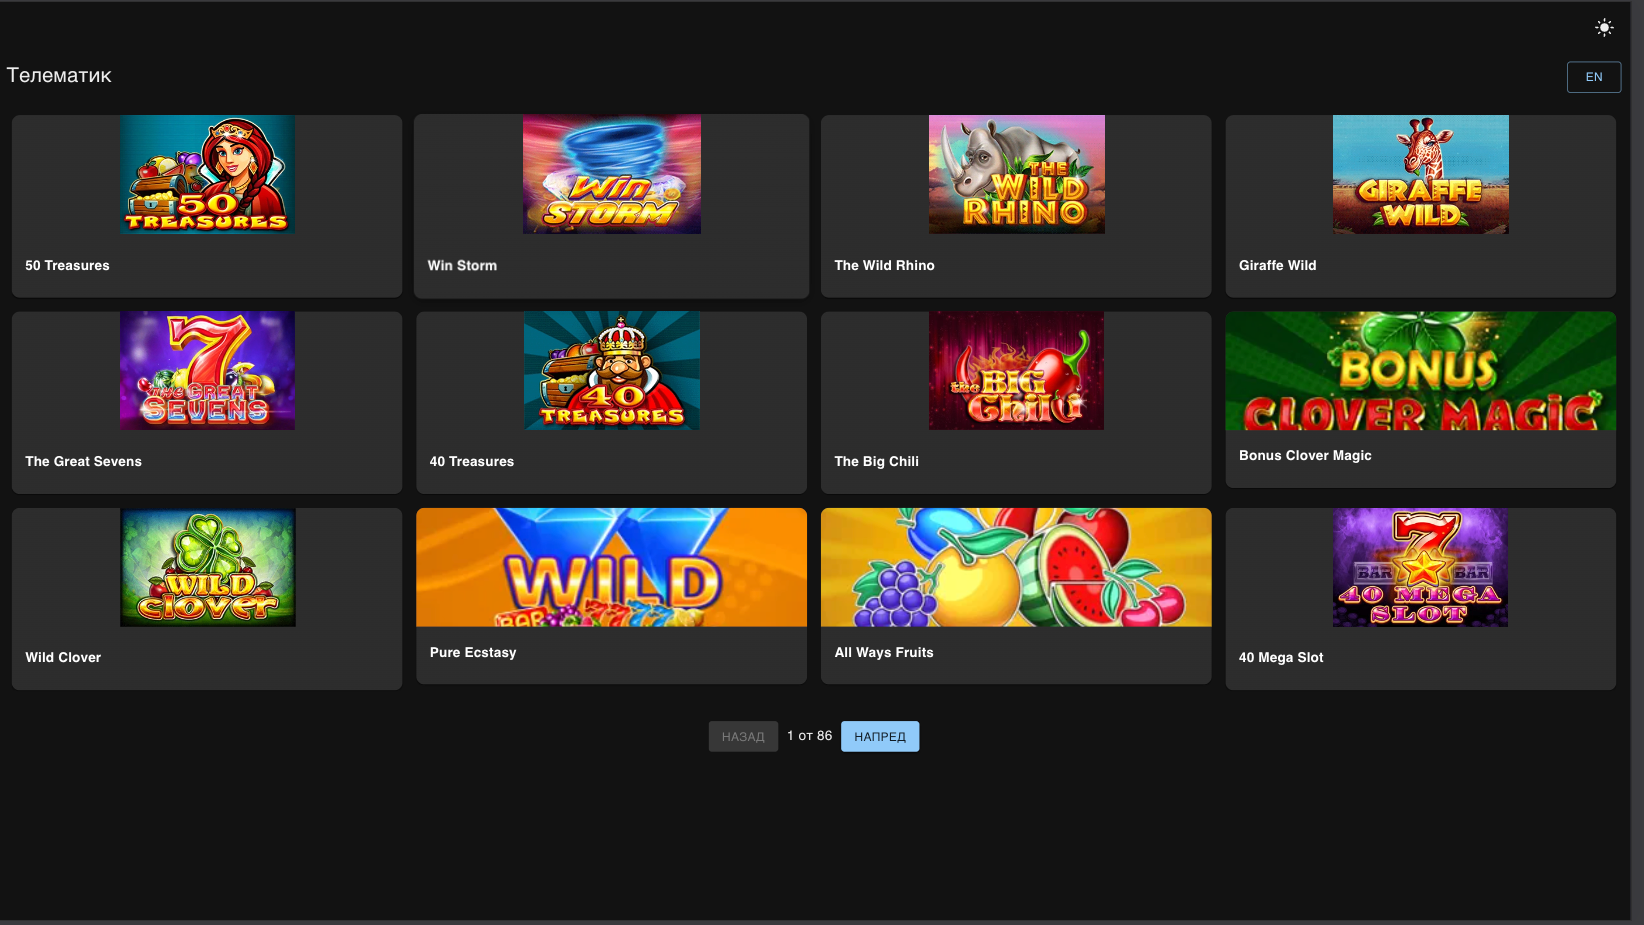 Телематик
EN
50
TREASURES
50 Treasures
Win
STORM
Win Storm
THE
WILD
RHINO
The Wild Rhino
GIRAFFE
WILD
Giraffe Wild
7
THE GREAT
SEVENS
The Great Sevens
40
TREASURES
40 Treasures
the BIG
Chili
The Big Chili
BONUS
CLOVER MAGIC
Bonus Clover Magic
WILD
clover
Wild Clover
WILD
BAR
Pure Ecstasy
All Ways Fruits
7
BAR BAR
40 MEGA
SLOT
40 Mega Slot
НАЗАД
1 от 86
НАПРЕД